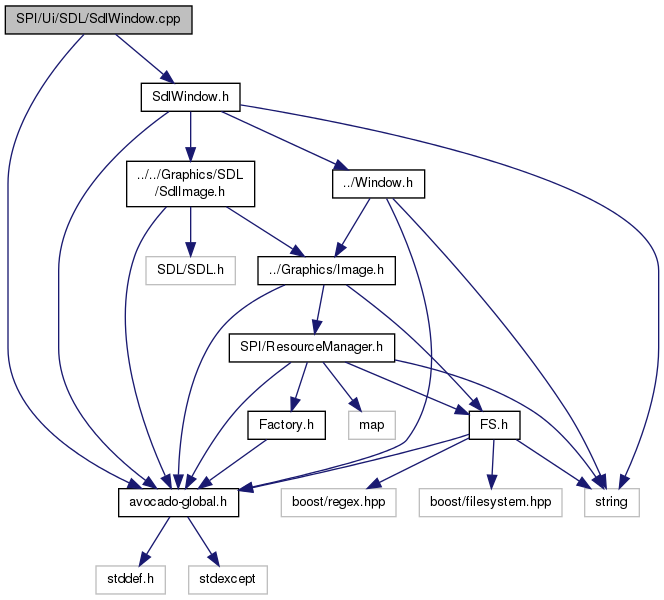 SPI/Ui/SDL/SdlWindow.cpp
SdlWindow.h
../../Graphics/SDL
/SdlImage.h
../Window.h
SDL/SDL.h
../Graphics/Image.h
SPI/ResourceManager.h
Factory.h
map
FS.h
avocado-global.h
boost/regex.hpp
boost/filesystem.hpp
string
stddef.h
stdexcept